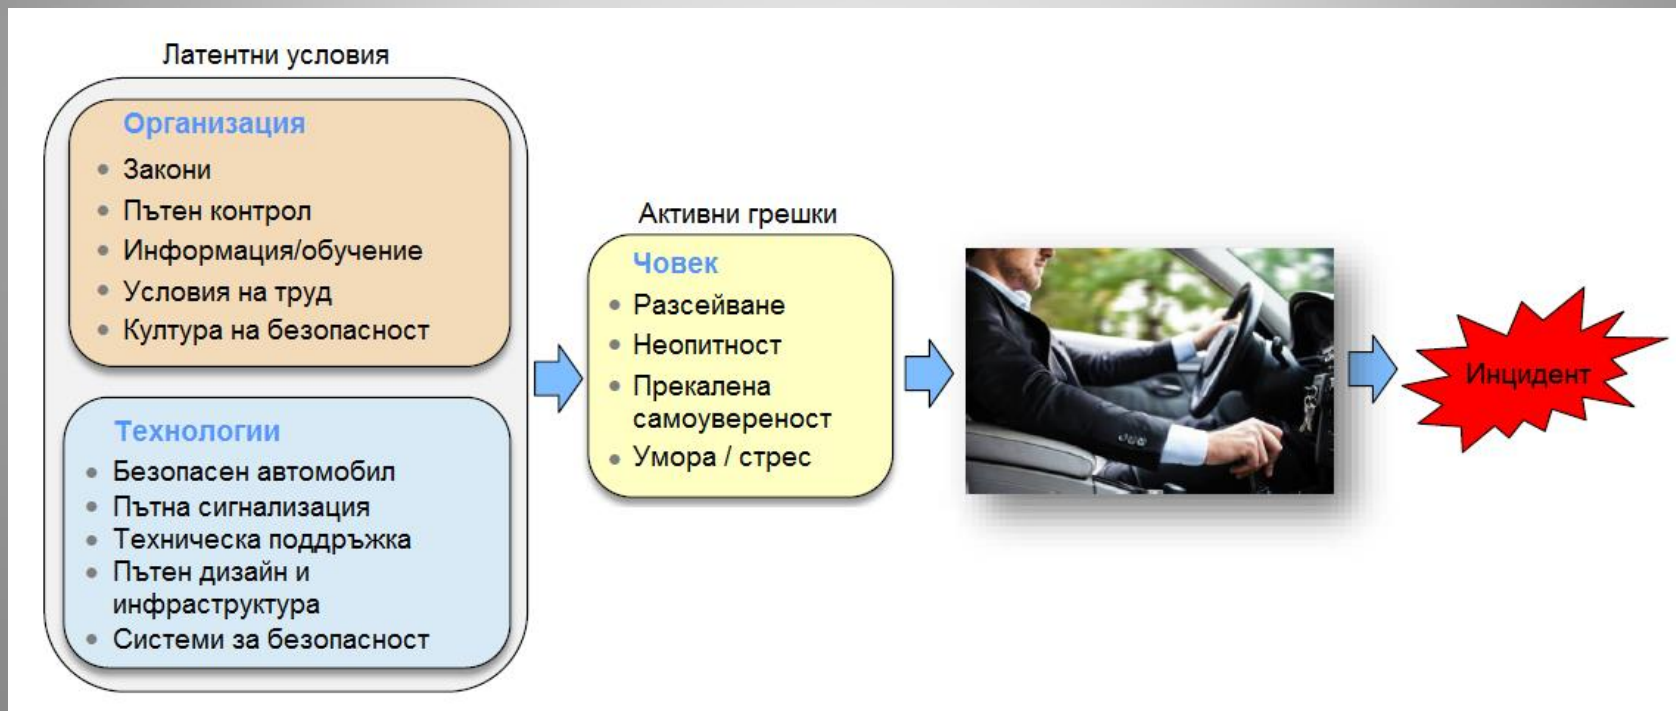 Латентни условия
Организация
Закони
Пътен контрол
Информация/обучение
Условия на труд
Култура на безопасност
Технологии
Безопасен автомобил
Пътна сигнализация
Техническа поддръжка
Пътен дизайн и
инфраструктура
Системи за безопасност
Активни грешки
Човек
Разсейване
Неопитност
Прекалена
самоувереност
Умора / стрес
Инцидент